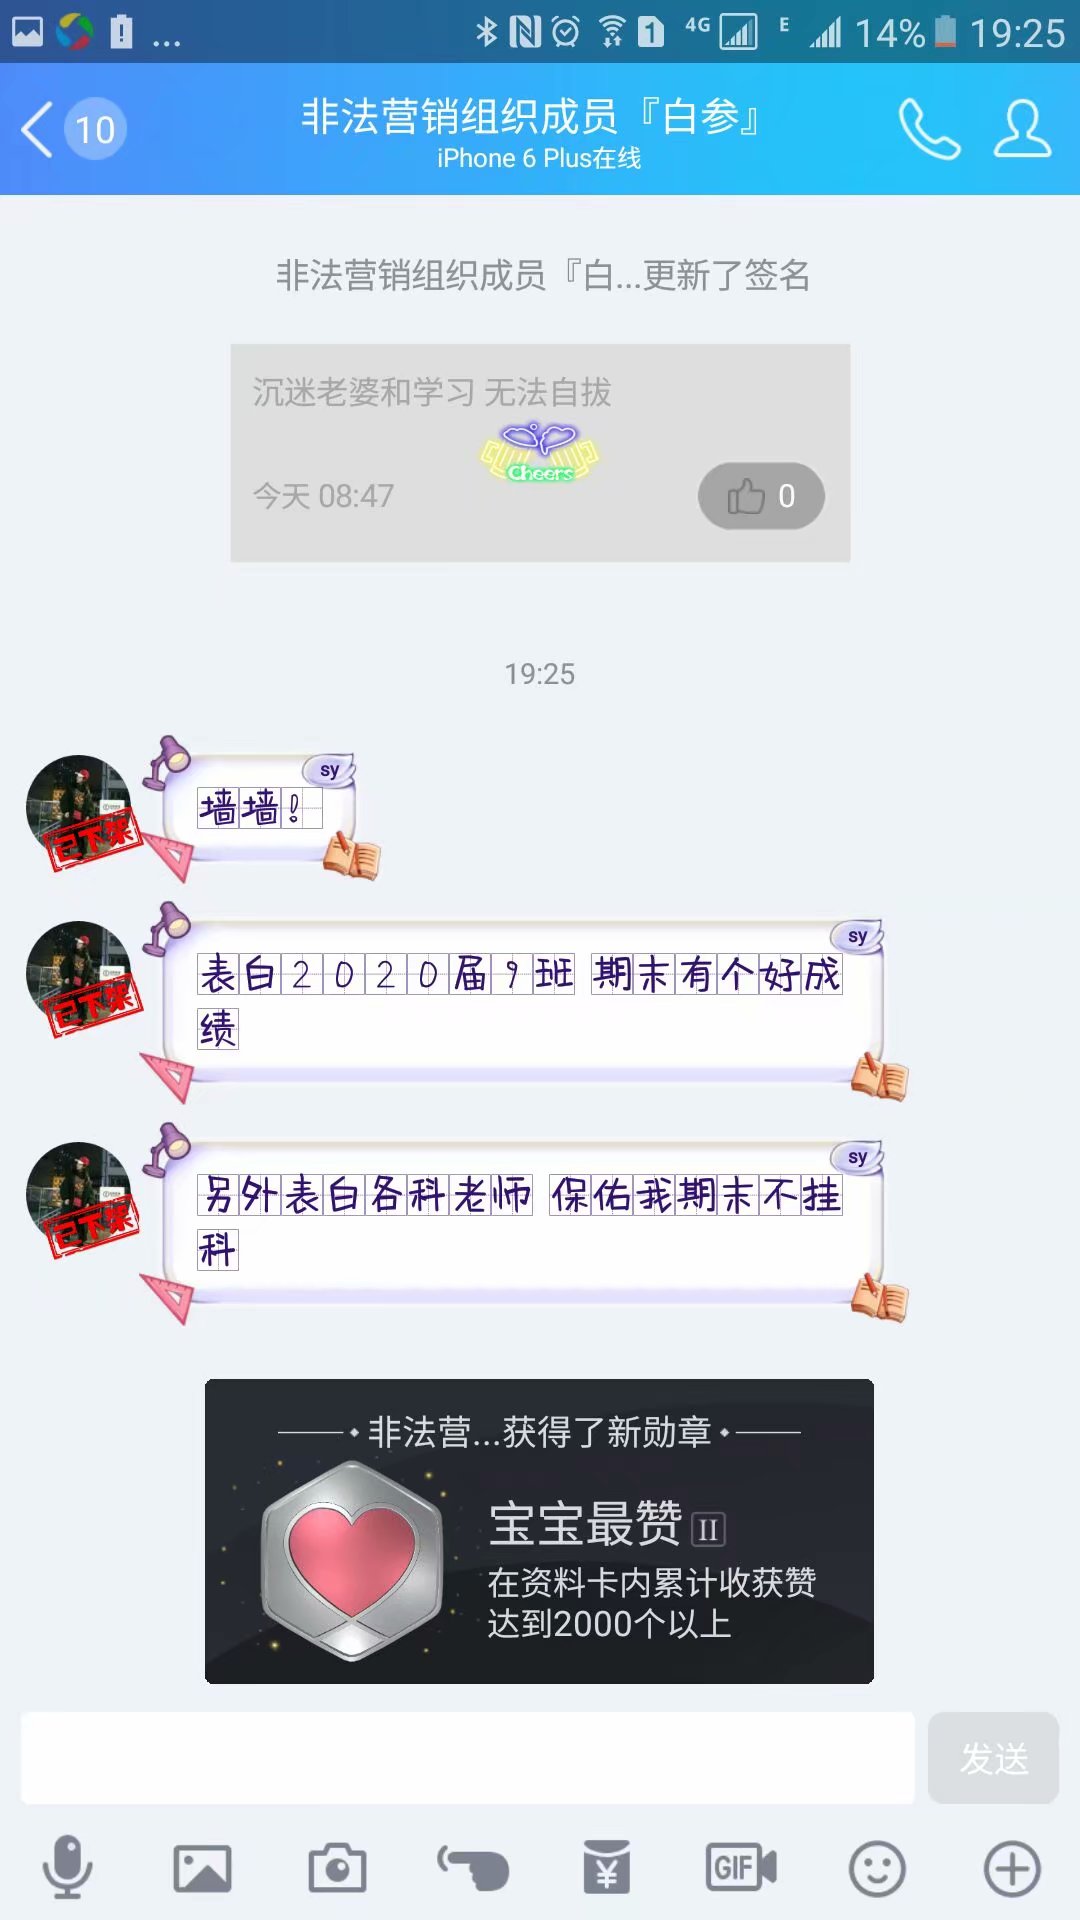 ... 1 4G E 14% 19:25
10
非法营销组织成员『白参』
iPhone 6 Plus在线
非法营销组织成员『白...更新了签名
沉迷老婆和学习 无法自拔
Cheers
今天 08:47
0
19:25
sy
墙墙！
已下架
sy
表白2020届9班 期末有个好成
绩
已下架
sy
另外表白各科老师 保佑我期末不挂
科
已下架
非法营...获得了新勋章
宝宝最赞 II
在资料卡内累计收获赞
达到2000个以上
发送
GIF